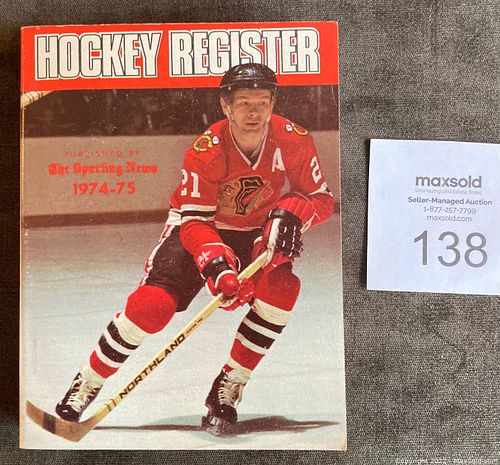 HOCKEY REGISTER
PUBLISHED BY
The Sporting News
1974-75
21
A
21
NORTHLAND
maxsold
Downsizing and Estate Sales
Seller-Managed Auction
1-877-257-7799
maxsold.com
138